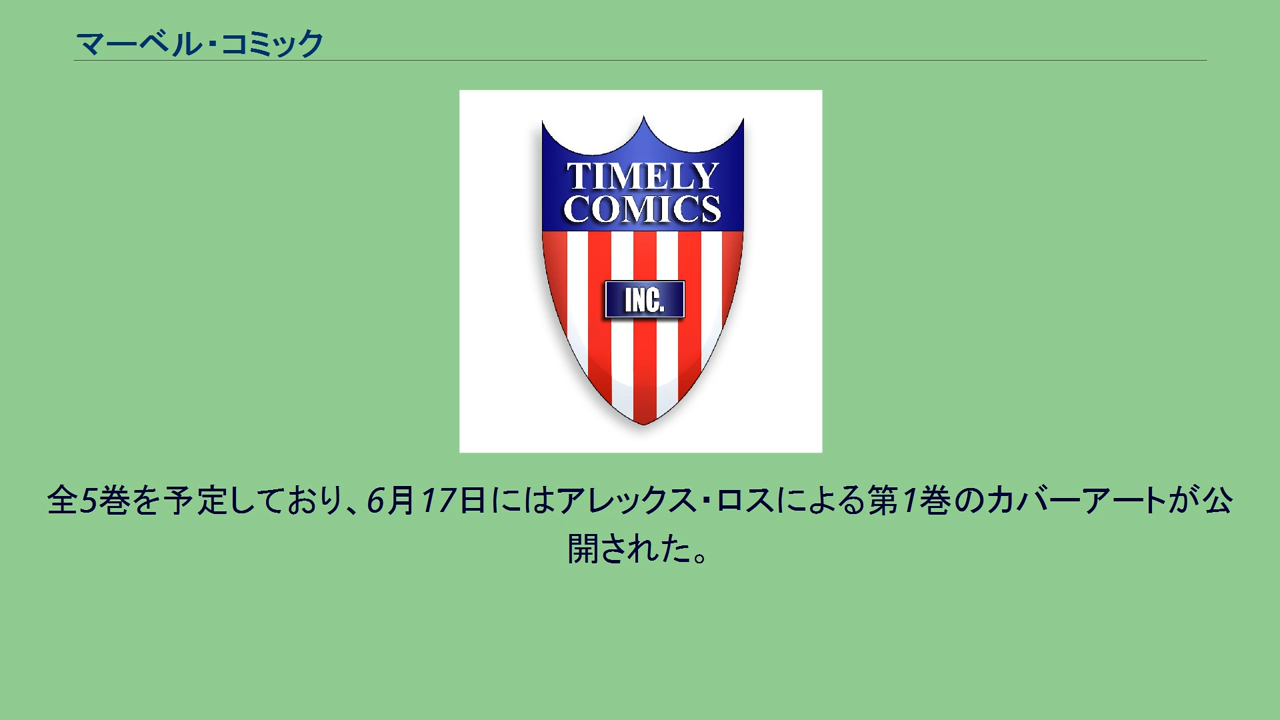 マーベル・コミック
TIMELY
COMICS
INC.
全5巻を予定しており、6月17日にはアレックス・ロスによる第1巻のカバーアートが公
開された。